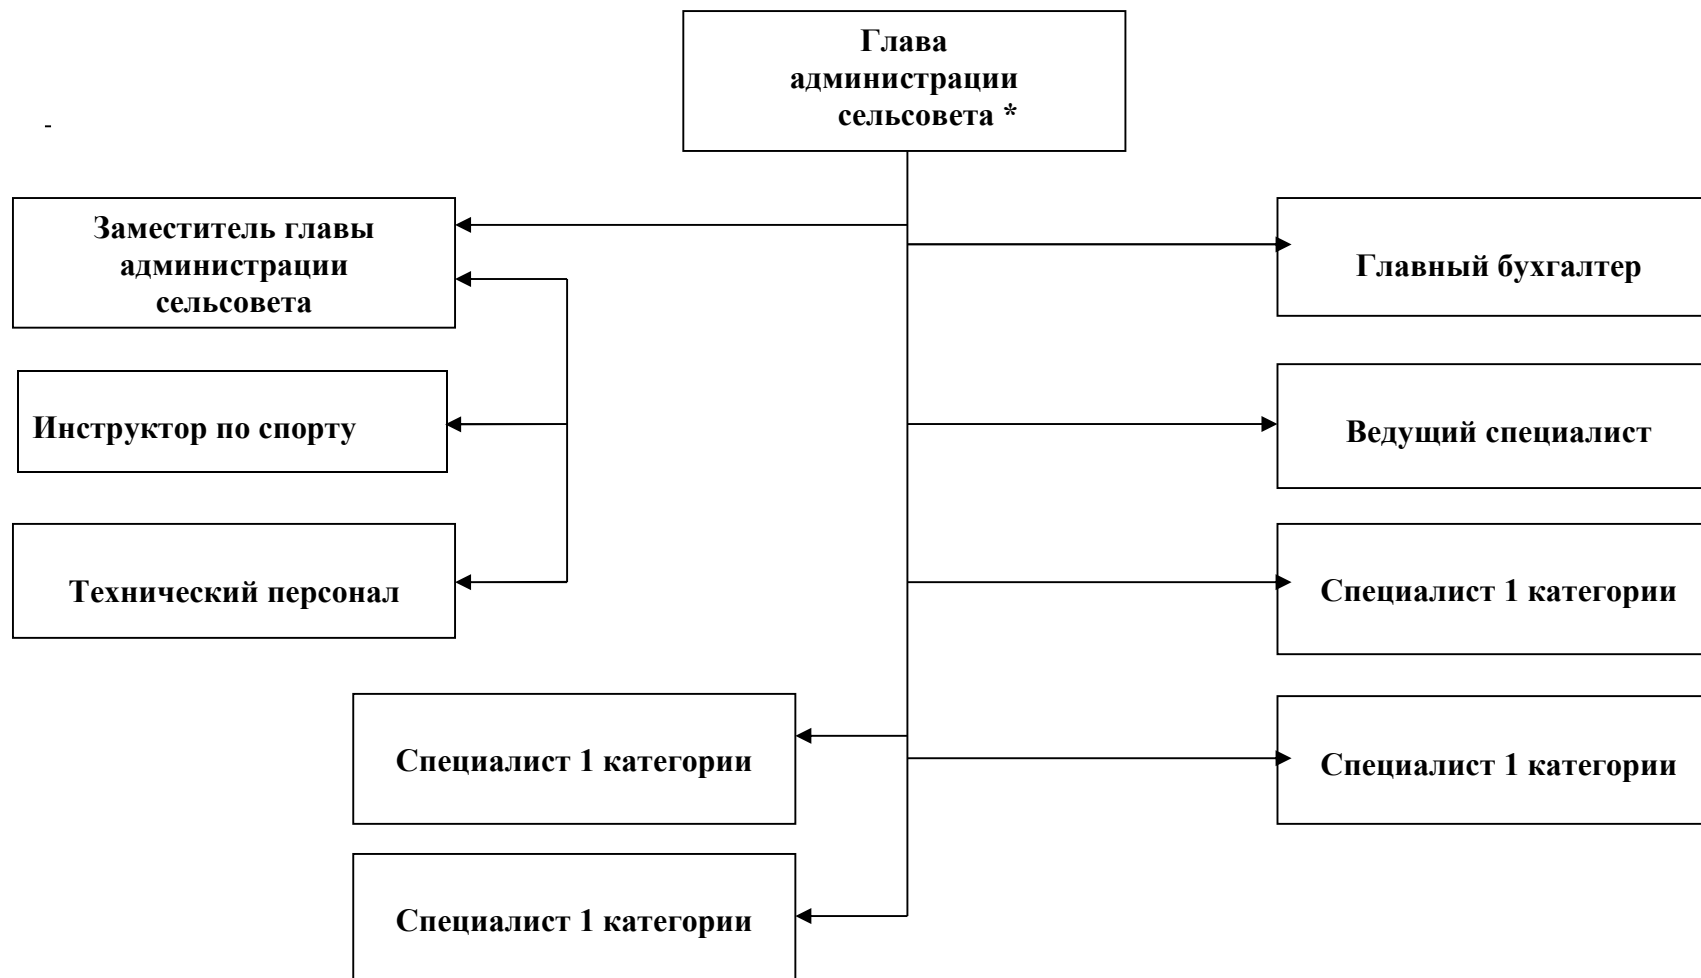 Глава
администрации
сельсовета *
-
Заместитель главы
администрации
сельсовета
Главный бухгалтер
Инструктор по спорту
Ведущий специалист
Технический персонал
Специалист 1 категории
Специалист 1 категории
Специалист 1 категории
Специалист 1 категории